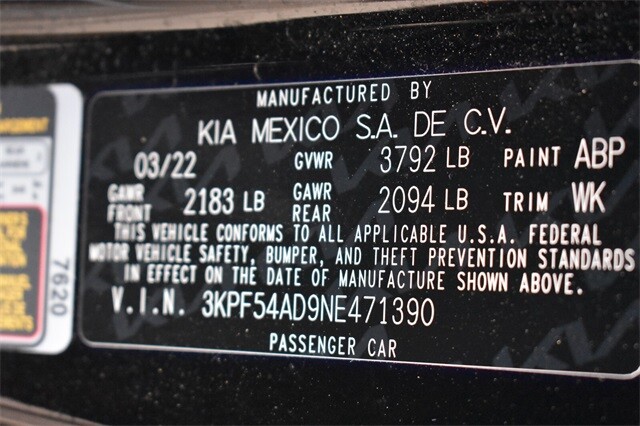 MANUFACTURED BY
KIA MEXICO S.A. DE C.V.
03/22 GVWR 3792 LB PAINT ABP
GAWR FRONT 2183 LB GAWR REAR 2094 LB TRIM WK
THIS VEHICLE CONFORMS TO ALL APPLICABLE U.S.A. FEDERAL
MOTOR VEHICLE SAFETY, BUMPER, AND THEFT PREVENTION STANDARDS
IN EFFECT ON THE DATE OF MANUFACTURE SHOWN ABOVE.
V.I.N. 3KPF54AD9NE471390
PASSENGER CAR
7620